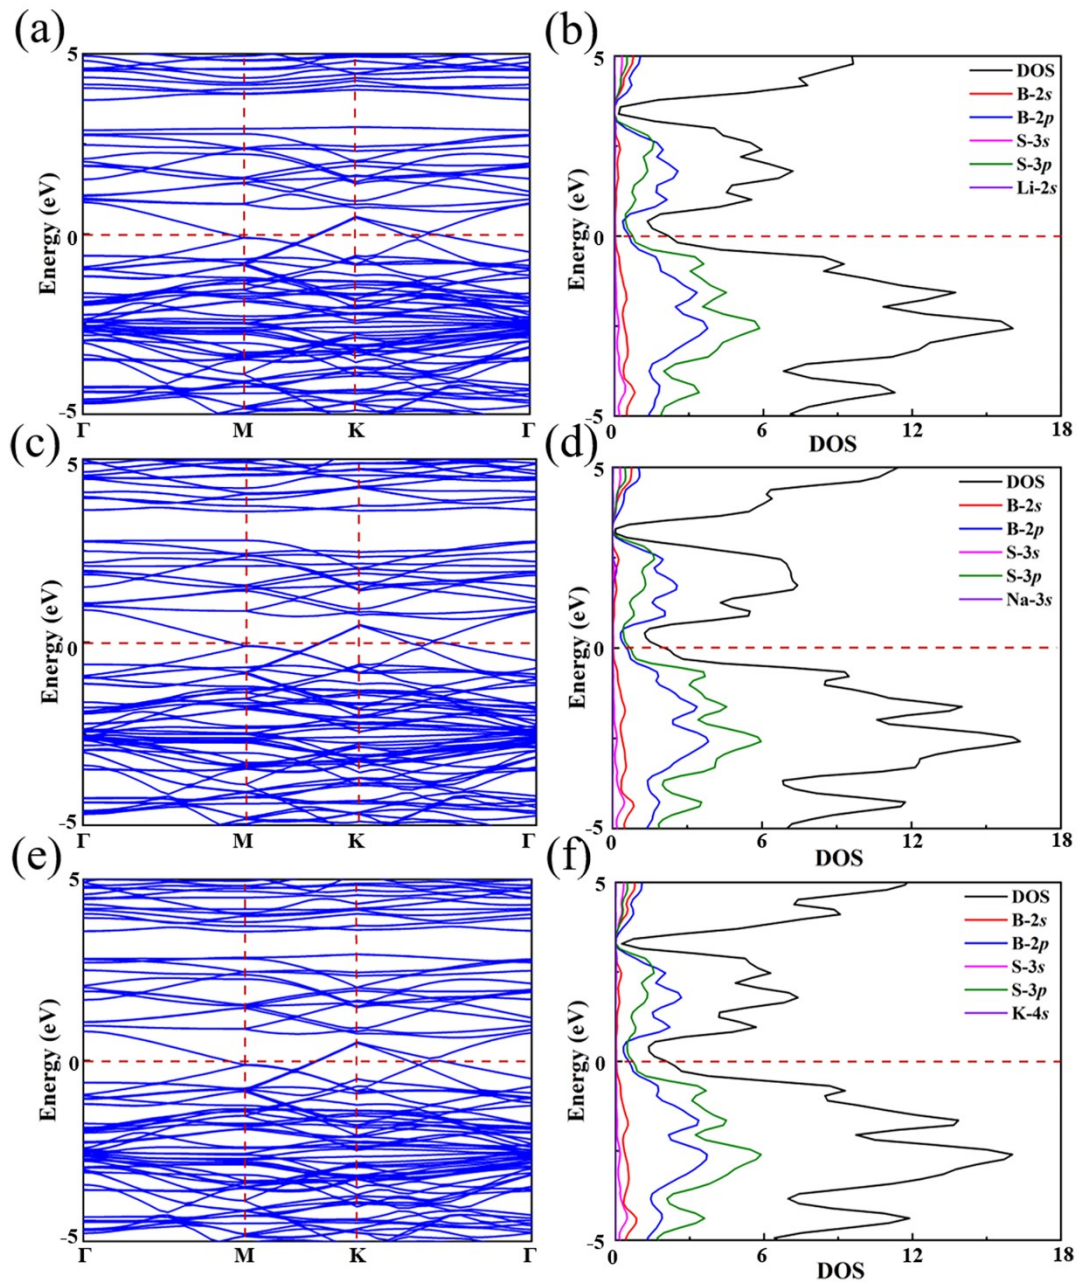 (a)
5
Energy (eV)
0
-5
Γ M K Γ
(b)
5
DOS
B-2s
B-2p
S-3s
S-3p
Li-2s
Energy (eV)
0
-5
0 6 12 18
DOS
(c)
5
Energy (eV)
0
-5
Γ M K Γ
(d)
5
DOS
B-2s
B-2p
S-3s
S-3p
Na-3s
Energy (eV)
0
-5
0 6 12 18
DOS
(e)
5
Energy (eV)
0
-5
Γ M K Γ
(f)
5
DOS
B-2s
B-2p
S-3s
S-3p
K-4s
Energy (eV)
0
-5
0 6 12 18
DOS